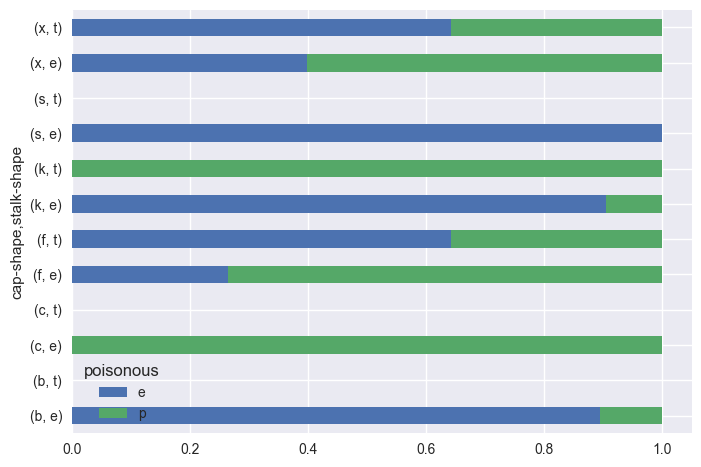 (x, t)
(x, e)
(s, t)
(s, e)
(k, t)
(k, e)
(f, t)
(f, e)
(c, t)
(c, e)
(b, t)
(b, e)
cap-shape,stalk-shape
poisonous
e
p
0.0 0.2 0.4 0.6 0.8 1.0